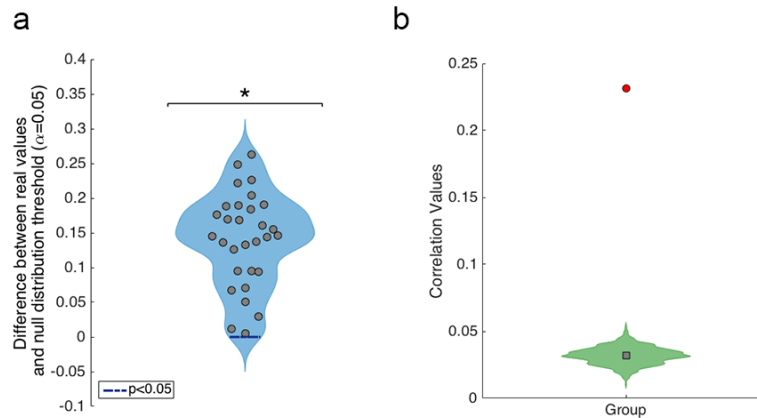 a
Difference between real values
and null distribution threshold (α=0.05)
0.4
0.35
0.3
0.25
0.2
0.15
0.1
0.05
0
-0.05
-0.1
*
p<0.05
b
Correlation Values
0.25
0.2
0.15
0.1
0.05
0
Group